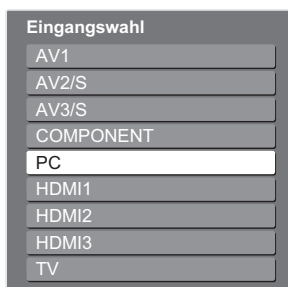 Eingangswahl
AV1
AV2/S
AV3/S
COMPONENT
PC
HDMI1
HDMI2
HDMI3
TV